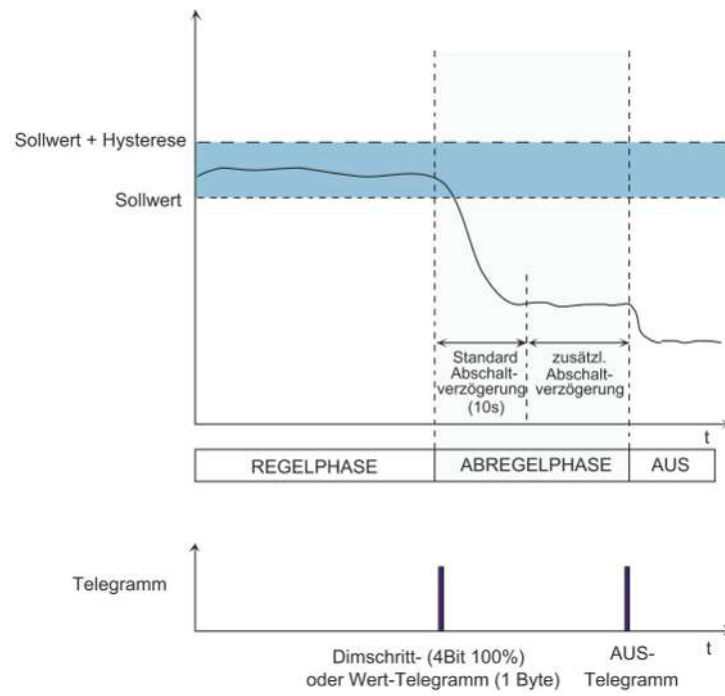 Sollwert + Hysterese
Sollwert
Standard
Abschalt-
verzögerung
(10s)
zusätzl.
Abschalt-
verzögerung
t
REGELPHASE
ABREGELPHASE
AUS
Telegramm
t
Dimschritt- (4Bit 100%)
oder Wert-Telegramm (1 Byte)
AUS-
Telegramm